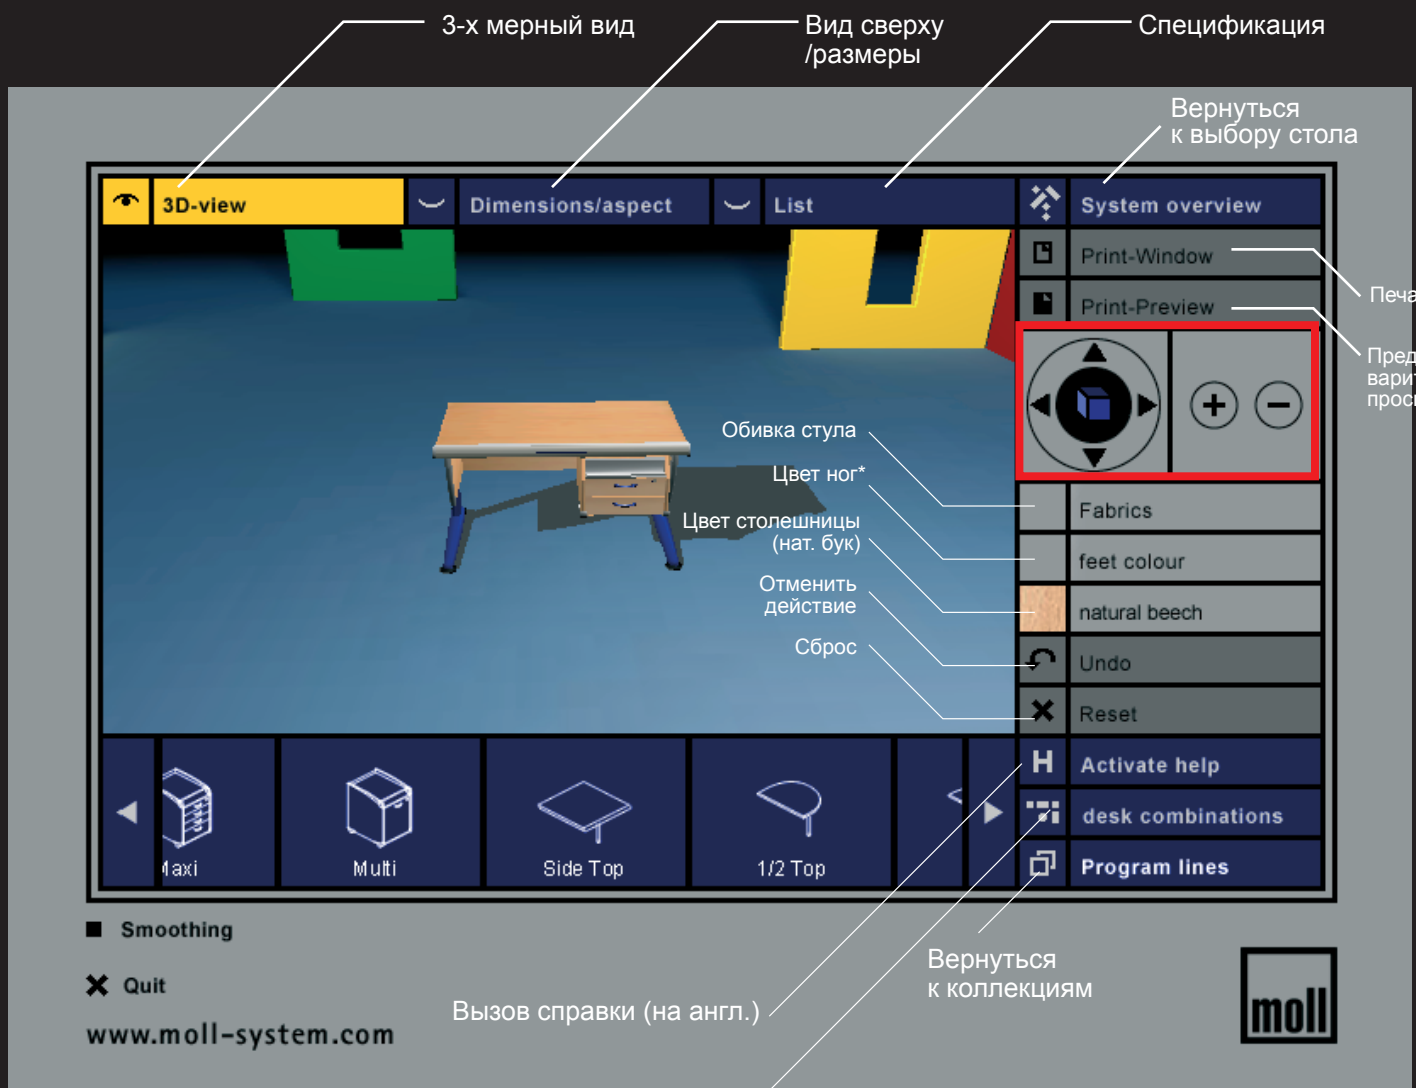 3-х мерный вид
Вид сверху
/размеры
Спецификация
Вернуться
к выбору стола
3D-view
Dimensions/aspect
List
System overview
Print-Window
Print-Preview
Обивка стула
Цвет ног*
Цвет столешницы
(нат. бук)
Отменить
действие
Сброс
Fabrics
feet colour
natural beech
Undo
Reset
H Activate help
desk combinations
Program lines
Multi
Side Top
1/2 Top
Smoothing
Quit
www.moll-system.com
Вызов справки (на англ.)
Вернуться
к коллекциям
moll